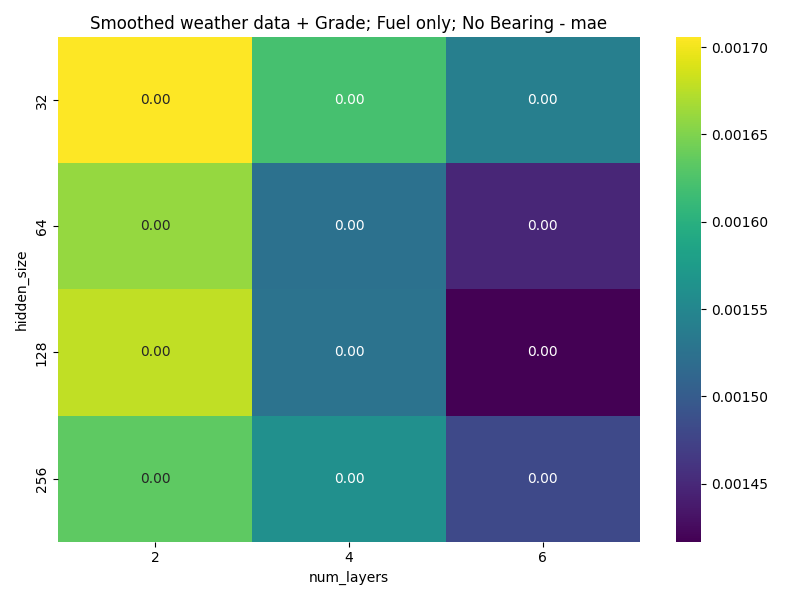 Smoothed weather data + Grade; Fuel only; No Bearing - mae
32
0.00 0.00 0.00
64
0.00 0.00 0.00
128
0.00 0.00 0.00
256
0.00 0.00 0.00
hidden_size
2 4 6
num_layers
0.00170
0.00165
0.00160
0.00155
0.00150
0.00145